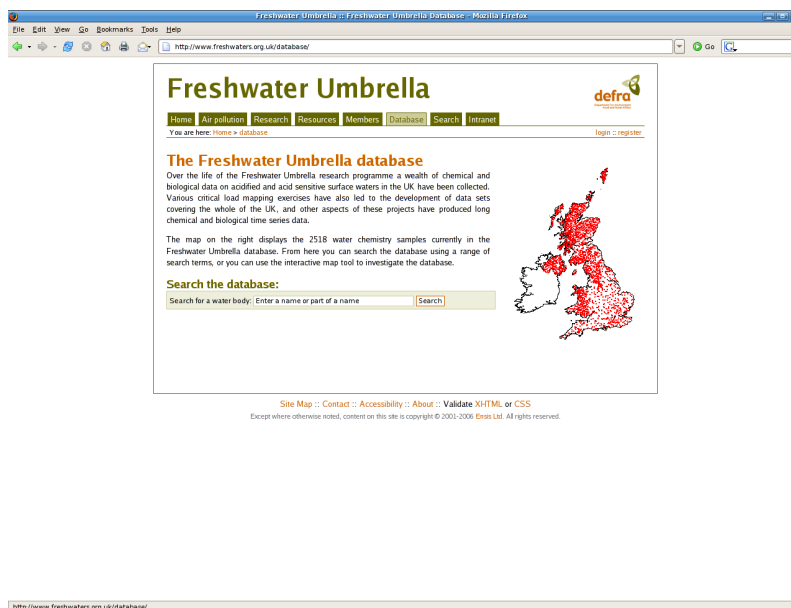 Freshwater Umbrella :: Freshwater Umbrella Database - Mozilla Firefox
File Edit View Go Bookmarks Tools Help
http://www.freshwaters.org.uk/database/
Go
Freshwater Umbrella
defra
Home Air pollution Research Resources Members Database Search Intranet
You are here: Home > database
login :: register
The Freshwater Umbrella database
Over the life of the Freshwater Umbrella research programme a wealth of chemical and
biological data on acidified and acid sensitive surface waters in the UK have been collected.
Various critical load mapping exercises have also led to the development of data sets
covering the whole of the UK, and other aspects of these projects have produced long
chemical and biological time series data.
The map on the right displays the 2518 water chemistry samples currently in the
Freshwater Umbrella database. From here you can search the database using a range of
search terms, or you can use the interactive map tool to investigate the database.
Search the database:
Search for a water body: Enter a name or part of a name Search
Site Map :: Contact :: Accessibility :: About :: Validate XHTML or CSS
Except where otherwise noted, content on this site is copyright © 2001-2006 Ensis Ltd. All rights reserved.
http://www.freshwaters.org.uk/database/